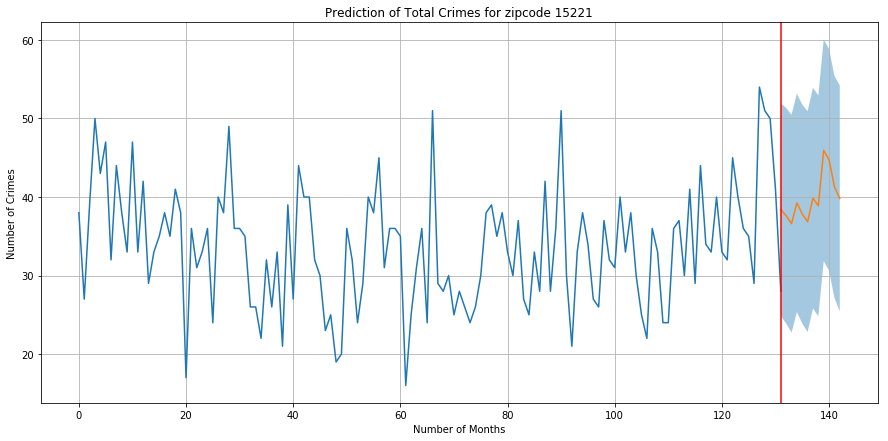 Prediction of Total Crimes for zipcode 15221
Number of Crimes
60
50
40
30
20
0 20 40 60 80 100 120 140
Number of Months